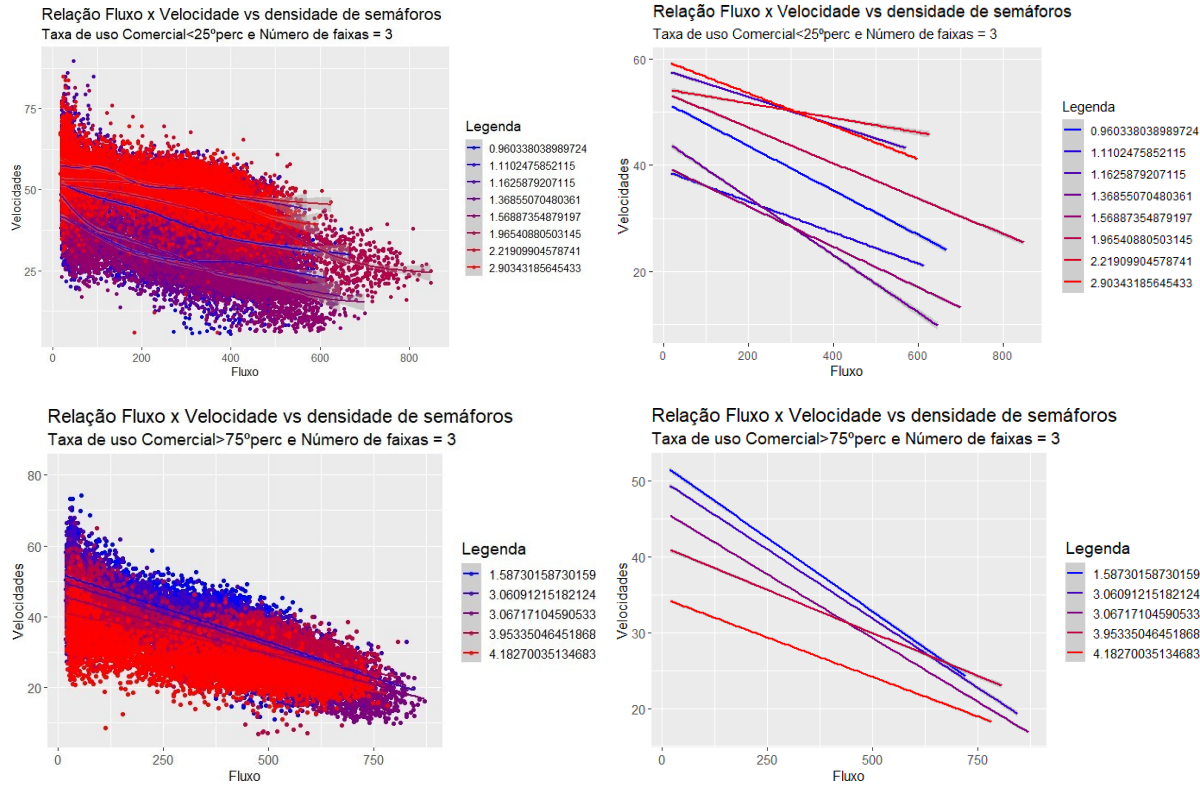 Relação Fluxo x Velocidade vs densidade de semáforos
Taxa de uso Comercial<25ºperc e Número de faixas = 3
75
50
25
Velocidades
0
200
400
600
800
Fluxo
Legenda
0.960338038989724
1.1102475852115
1.1625879207115
1.36855070480361
1.56887354879197
1.96540880503145
2.21909904578741
2.90343185645433
Relação Fluxo x Velocidade vs densidade de semáforos
Taxa de uso Comercial<25ºperc e Número de faixas = 3
60
40
20
Velocidades
0
200
400
600
800
Fluxo
Legenda
0.960338038989724
1.1102475852115
1.1625879207115
1.36855070480361
1.56887354879197
1.96540880503145
2.21909904578741
2.90343185645433
Relação Fluxo x Velocidade vs densidade de semáforos
Taxa de uso Comercial>75ºperc e Número de faixas = 3
80
60
40
20
Velocidades
0
250
500
750
Fluxo
Legenda
1.58730158730159
3.06091215182124
3.06717104590533
3.95335046451868
4.18270035134683
Relação Fluxo x Velocidade vs densidade de semáforos
Taxa de uso Comercial>75ºperc e Número de faixas = 3
50
40
30
20
Velocidades
0
250
500
750
Fluxo
Legenda
1.58730158730159
3.06091215182124
3.06717104590533
3.95335046451868
4.18270035134683